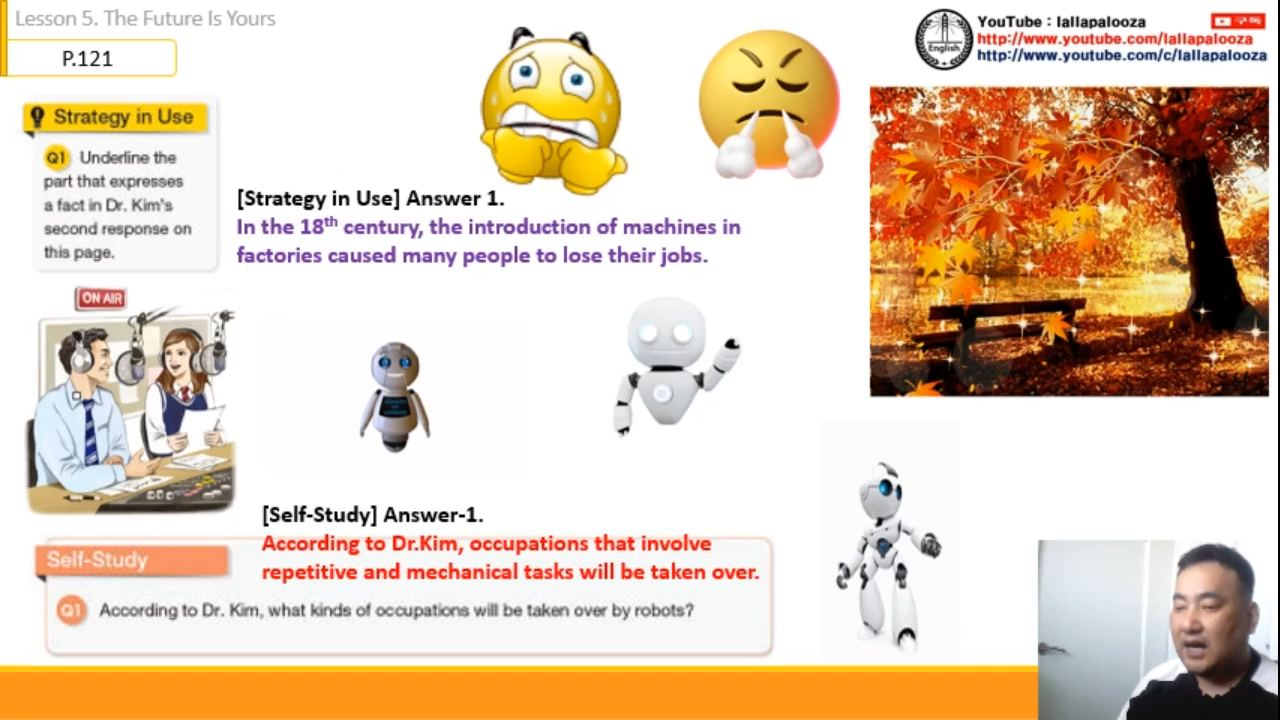 Lesson 5. The Future Is Yours
P.121
English
YouTube : lallapalooza
http://www.youtube.com/lallapalooza
http://www.youtube.com/c/lallapalooza
Strategy in Use
Q1 Underline the
part that expresses
a fact in Dr. Kim's
second response on
this page.
[Strategy in Use] Answer 1.
In the 18th century, the introduction of machines in
factories caused many people to lose their jobs.
ON AIR
[Self-Study] Answer-1.
According to Dr.Kim, occupations that involve
repetitive and mechanical tasks will be taken over.
Self-Study
Q1 According to Dr. Kim, what kinds of occupations will be taken over by robots?